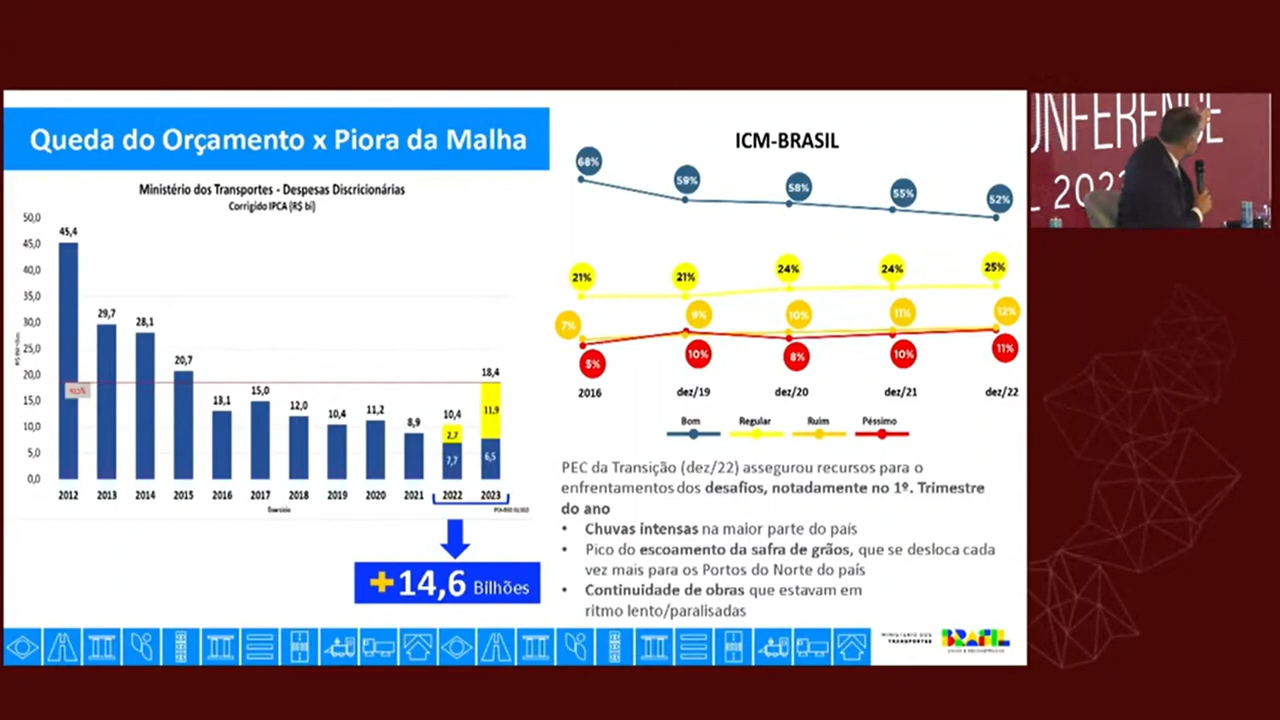 Queda do Orçamento x Piora da Malha
Ministério dos Transportes - Despesas Discricionárias
Corrigido IPCA (R$ bi)
50,0
45,0
40,0
35,0
30,0
25,0
20,0
15,0
10,0
5,0
0,0
45,4
29,7
28,1
20,7
13,1
15,0
12,0
10,4
11,2
8,9
10,4
2,7
7,7
18,4
11,9
6,5
2012 2013 2014 2015 2016 2017 2018 2019 2020 2021 2022 2023
Exercício
+14,6 Bilhões
ICM-BRASIL
68% 59% 58% 55% 52%
21% 21% 24% 24% 25%
7% 9% 10% 11% 12%
5% 10% 8% 10% 11%
2016 dez/19 dez/20 dez/21 dez/22
Bom Regular Ruim Péssimo
PEC da Transição (dez/22) assegurou recursos para o
enfrentamentos dos desafios, notadamente no 1º. Trimestre
do ano
• Chuvas intensas na maior parte do país
• Pico do escoamento da safra de grãos, que se desloca cada
vez mais para os Portos do Norte do país
• Continuidade de obras que estavam em
ritmo lento/paralisadas
MINISTÉRIO DOS
TRANSPORTES
BRASIL
ONFERENCE